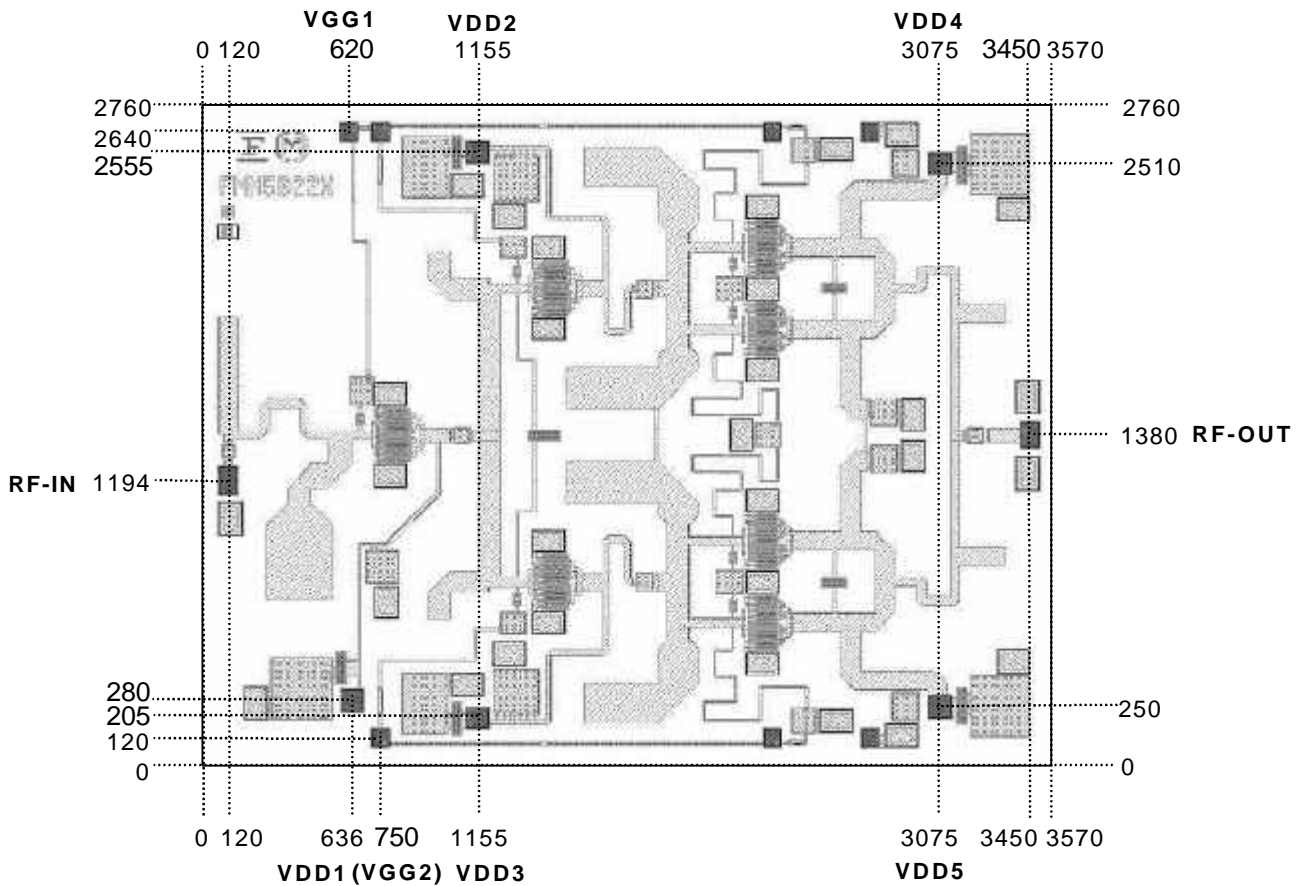 VGG1 VDD2 VDD4
0 120 620 1155 3075 3450 3570
2760 2760
2640
2555 2510
FMM5822X
1380 RF-OUT
RF-IN 1194
280
205 250
120
0 0
0 120 636 750 1155 3075 3450 3570
VDD1 (VGG2) VDD3 VDD5